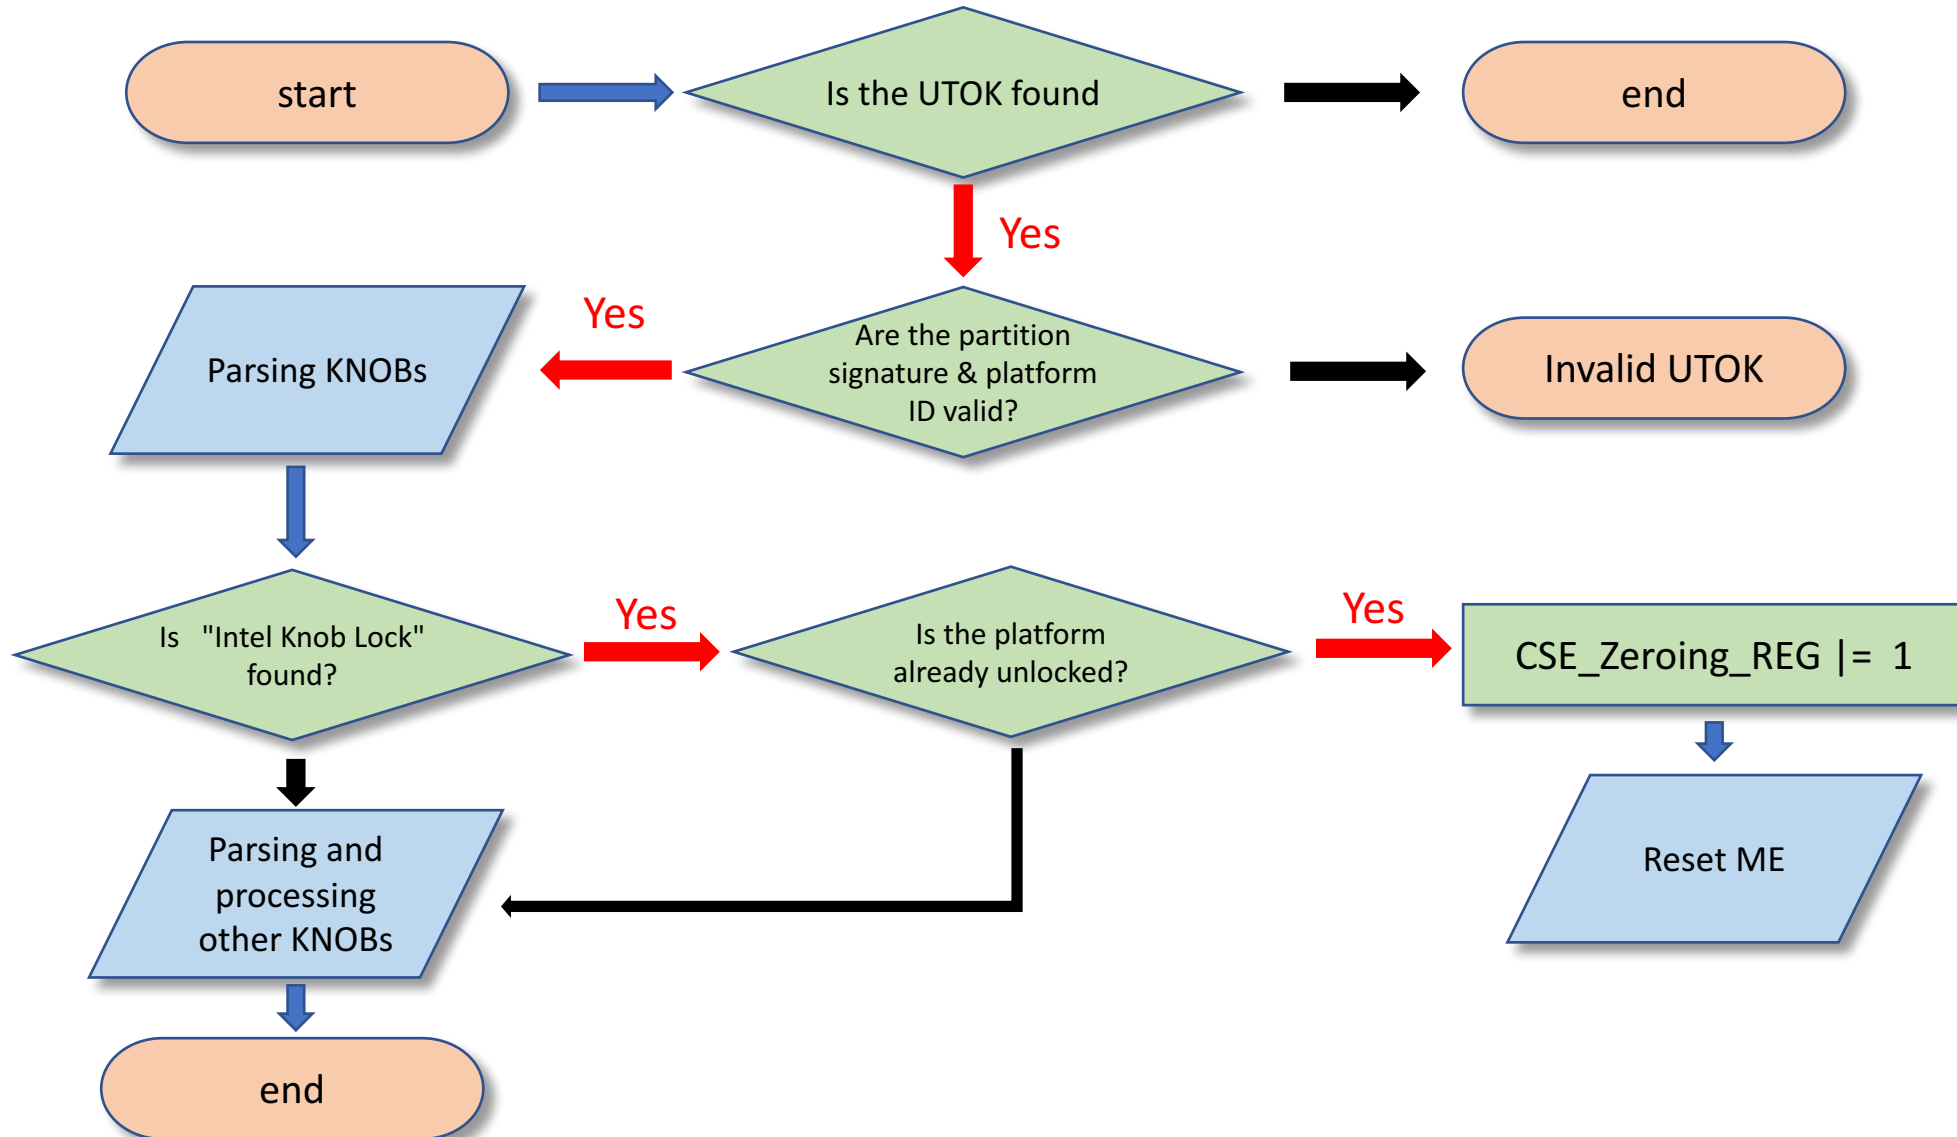 start
Is the UTOK found
end
Yes
Yes
Parsing KNOBs
Are the partition
signature & platform
ID valid?
Invalid UTOK
Is "Intel Knob Lock"
found?
Yes
Is the platform
already unlocked?
Yes
CSE_Zeroing_REG |= 1
Parsing and
processing
other KNOBs
Reset ME
end